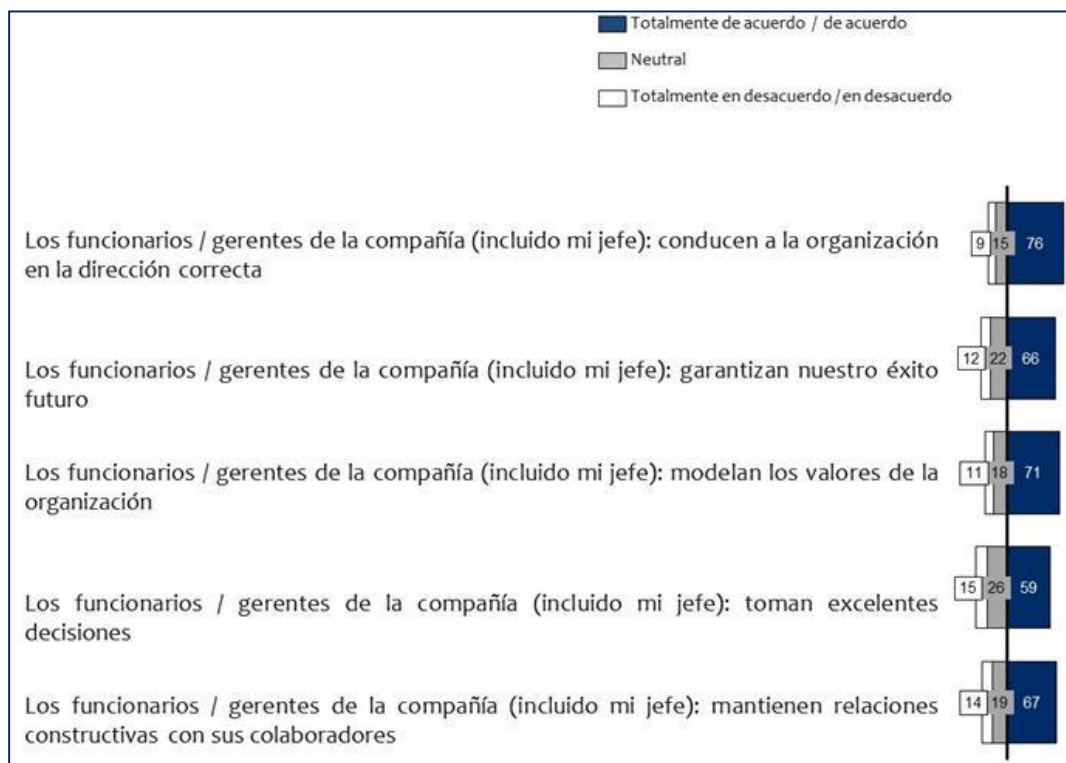 Totalmente de acuerdo / de acuerdo
Neutral
Totalmente en desacuerdo / en desacuerdo
Los funcionarios / gerentes de la compañía (incluido mi jefe): conducen a la organización
en la dirección correcta
9 15 76
Los funcionarios / gerentes de la compañía (incluido mi jefe): garantizan nuestro éxito
futuro
12 22 66
Los funcionarios / gerentes de la compañía (incluido mi jefe): modelan los valores de la
organización
11 18 71
Los funcionarios / gerentes de la compañía (incluido mi jefe): toman excelentes
decisiones
15 26 59
Los funcionarios / gerentes de la compañía (incluido mi jefe): mantienen relaciones
constructivas con sus colaboradores
14 19 67